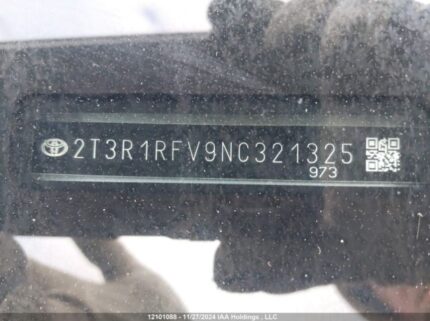 2T3R1RFV9NC321325
973
12101088 - 11/27/2024 IAA Holdings , LLC